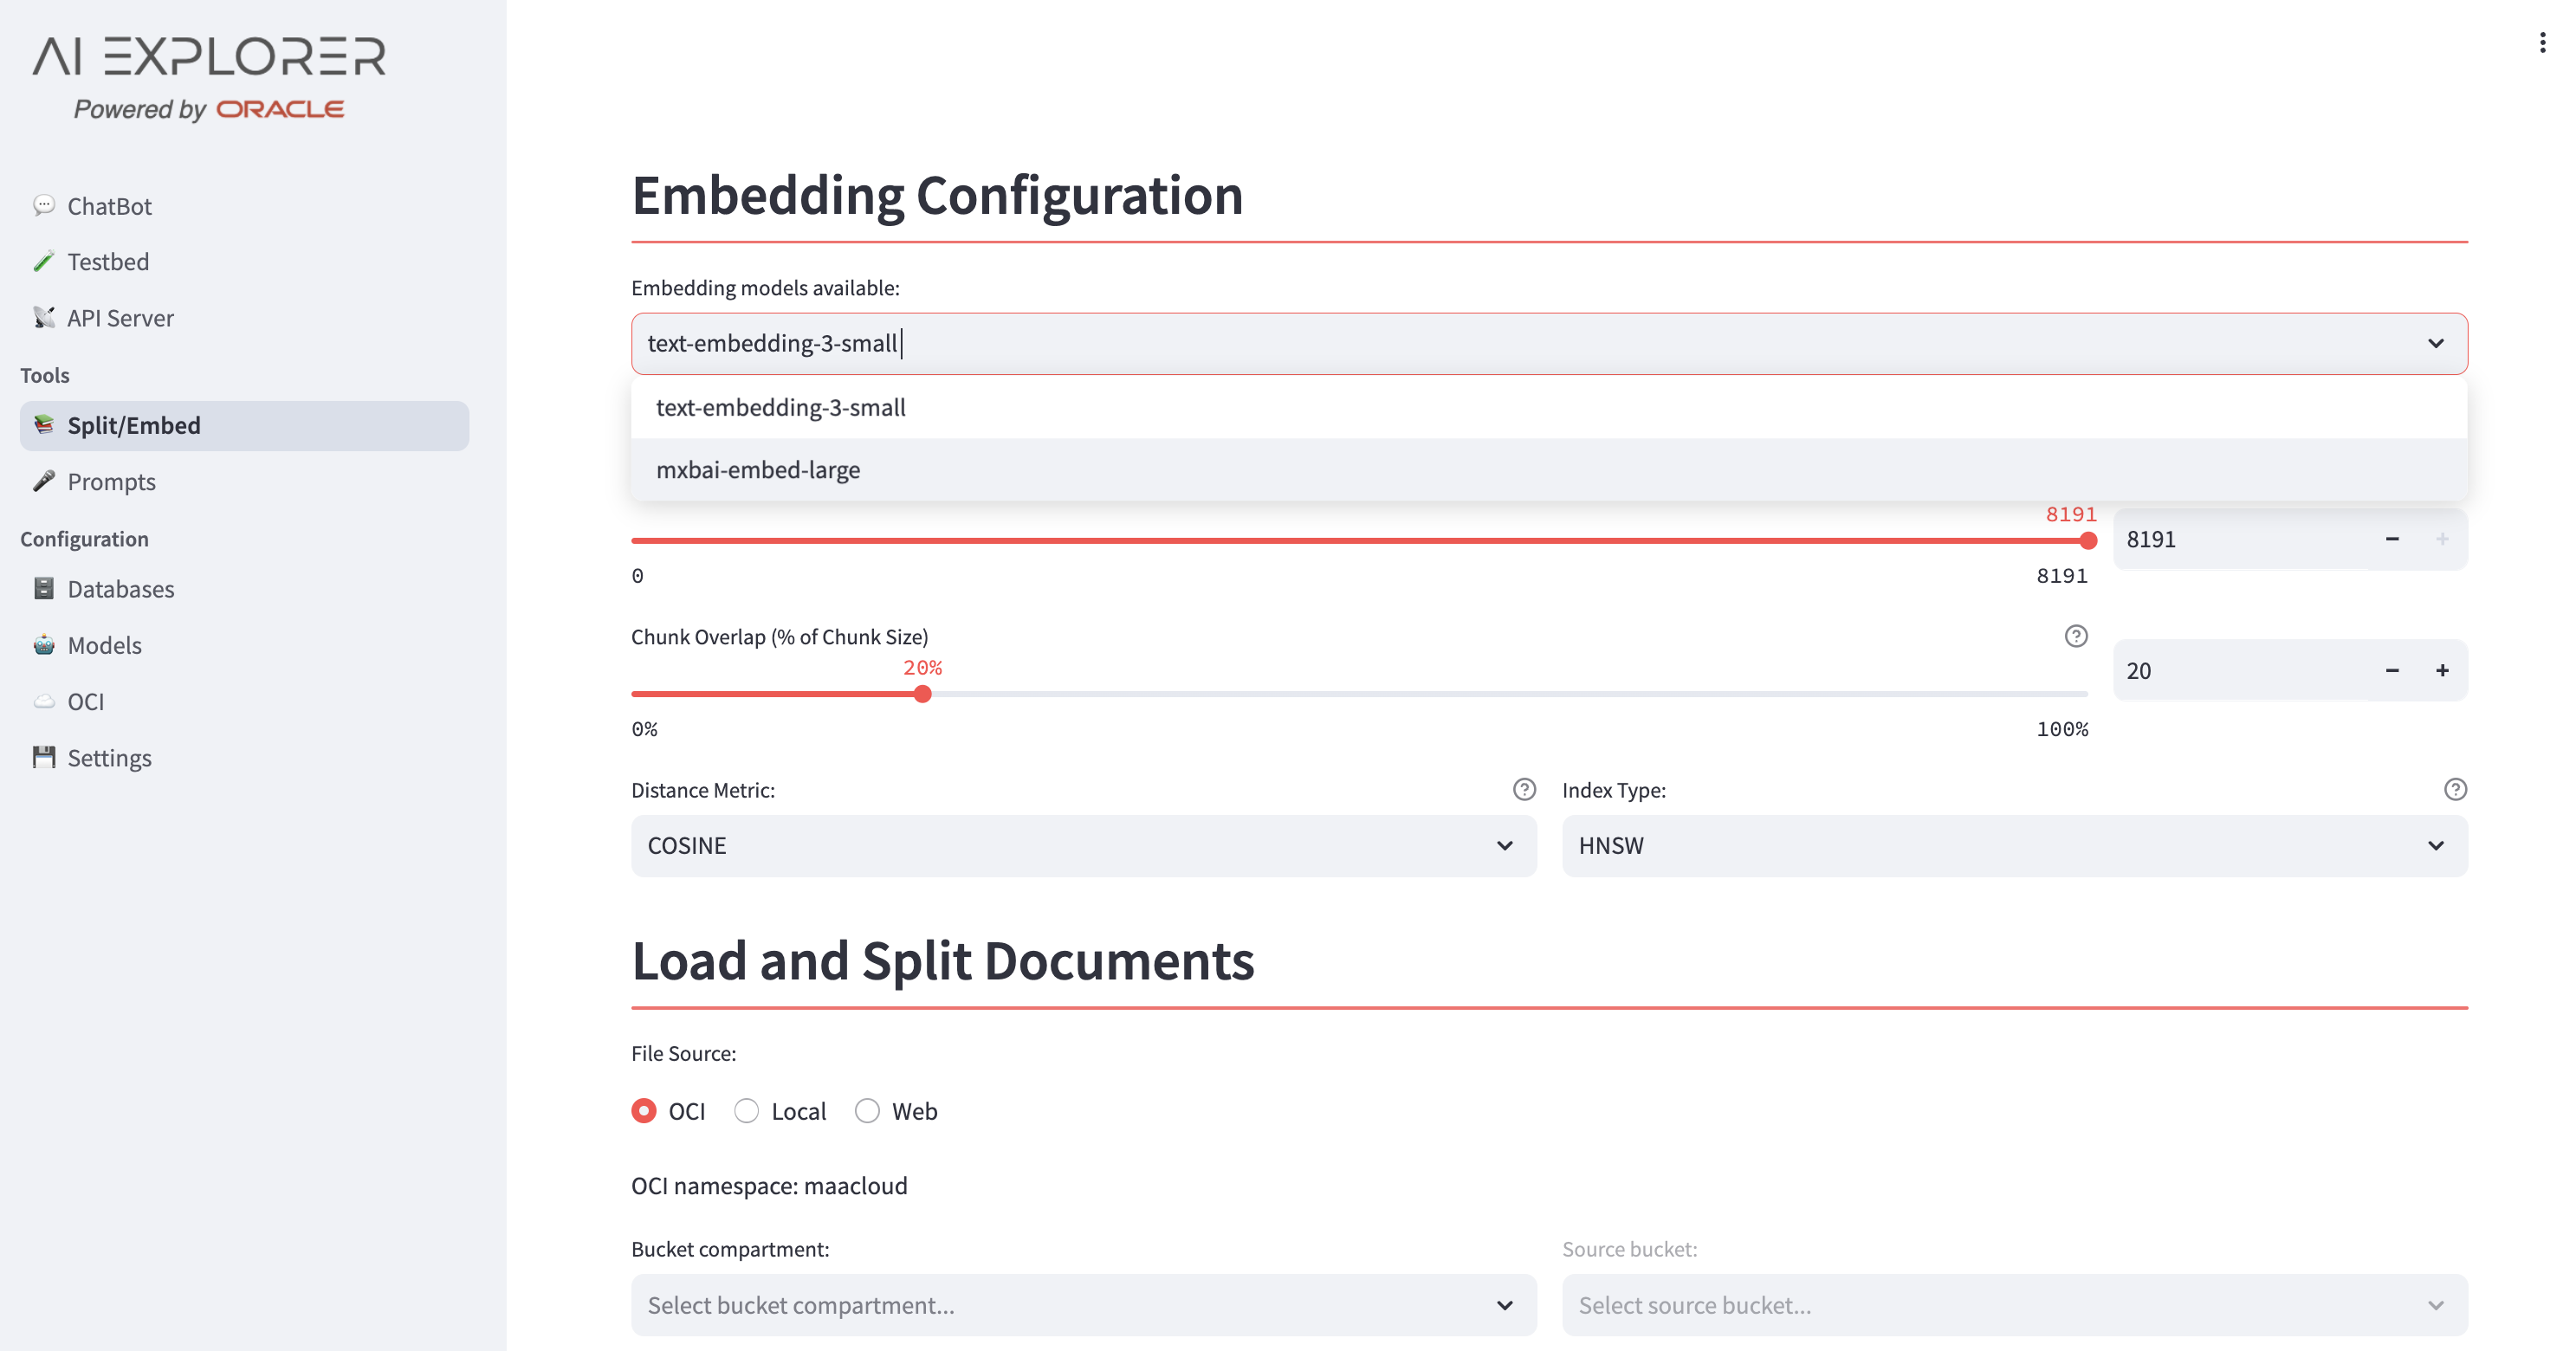 AI EXPLORER
Powered by ORACLE
ChatBot
Testbed
API Server
Tools
Split/Embed
Prompts
Configuration
Databases
Models
OCI
Settings
Embedding Configuration
Embedding models available:
text-embedding-3-small
text-embedding-3-small
mxbai-embed-large
8191
8191
0 8191
Chunk Overlap (% of Chunk Size)
20%
20
0% 100%
Distance Metric: Index Type:
COSINE HNSW
Load and Split Documents
File Source:
OCI Local Web
OCI namespace: maacloud
Bucket compartment: Source bucket:
Select bucket compartment... Select source bucket...